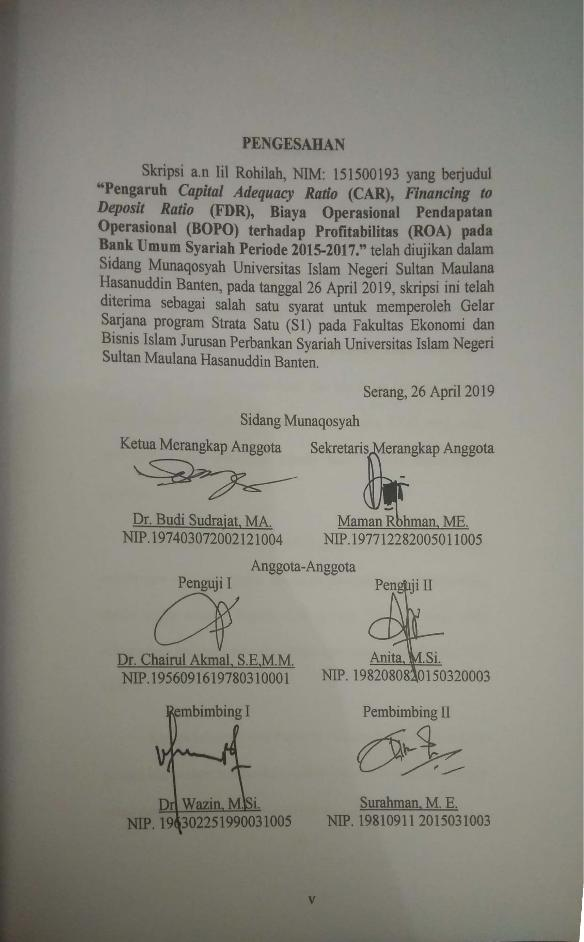 PENGESAHAN
Skripsi a.n Iil Rohilah, NIM: 151500193 yang berjudul
“Pengaruh Capital Adequacy Ratio (CAR), Financing to
Deposit Ratio (FDR), Biaya Operasional Pendapatan
Operasional (BOPO) terhadap Profitabilitas (ROA) pada
Bank Umum Syariah Periode 2015-2017.” telah diujikan dalam
Sidang Munaqosyah Universitas Islam Negeri Sultan Maulana
Hasanuddin Banten, pada tanggal 26 April 2019, skripsi ini telah
diterima sebagai salah satu syarat untuk memperoleh Gelar
Sarjana program Strata Satu (S1) pada Fakultas Ekonomi dan
Bisnis Islam Jurusan Perbankan Syariah Universitas Islam Negeri
Sultan Maulana Hasanuddin Banten.
Serang, 26 April 2019
Sidang Munaqosyah
Ketua Merangkap Anggota Sekretaris Merangkap Anggota
Dr. Budi Sudrajat, MA. Maman Rohman, ME.
NIP.197403072002121004 NIP.197712282005011005
Anggota-Anggota
Penguji I Penguji II
Dr. Chairul Akmal, S.E,M.M. Anita, M.Si.
NIP.1956091619780310001 NIP. 1982080820150320003
Pembimbing I Pembimbing II
Dr. Wazin, M.Si. Surahman, M. E.
NIP. 196302251990031005 NIP. 19810911 2015031003
v